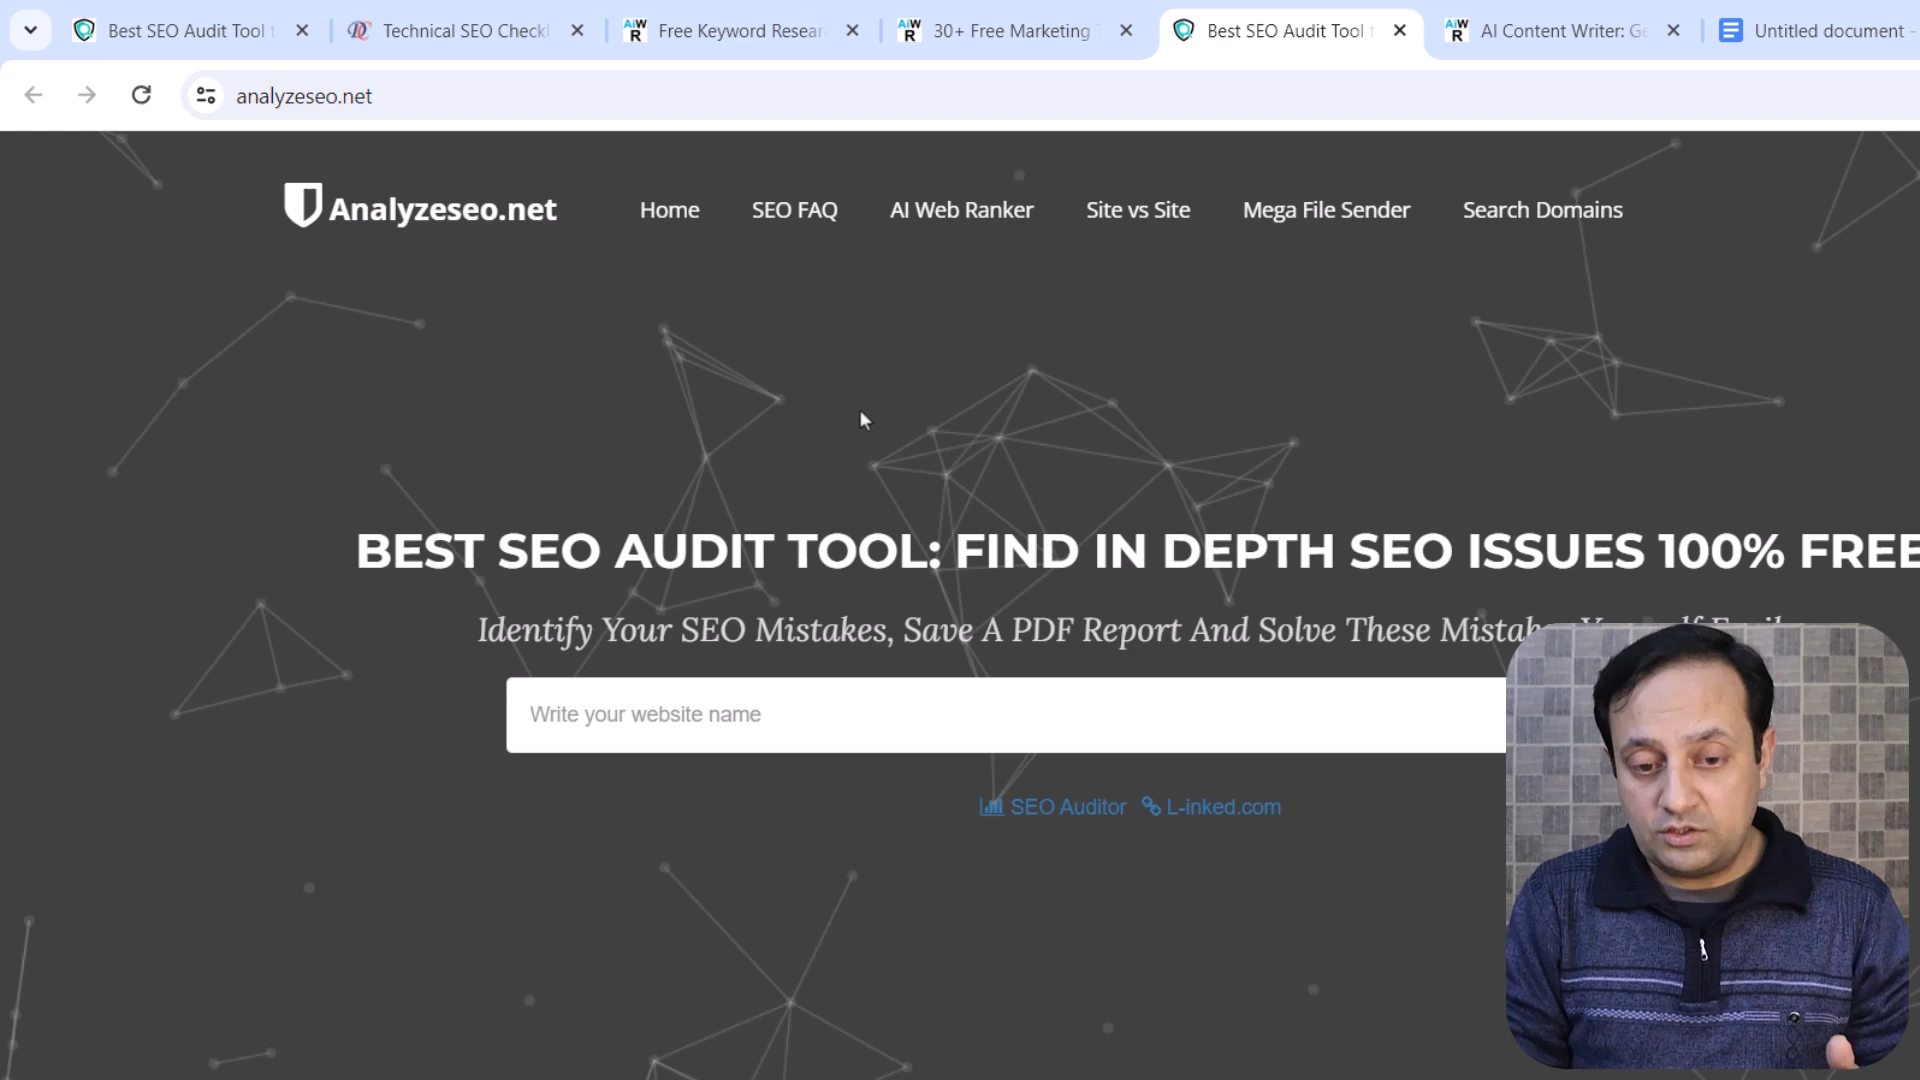 Best SEO Audit Tool t
Technical SEO Checkl
Free Keyword Resear
30+ Free Marketing T
Best SEO Audit Tool t
AI Content Writer: Ge
Untitled document -
analyzeseo.net
Analyzeseo.net
Home
SEO FAQ
AI Web Ranker
Site vs Site
Mega File Sender
Search Domains
BEST SEO AUDIT TOOL: FIND IN DEPTH SEO ISSUES 100% FREE
Identify Your SEO Mistakes, Save A PDF Report And Solve These
Write your website name
SEO Auditor
L-inked.com